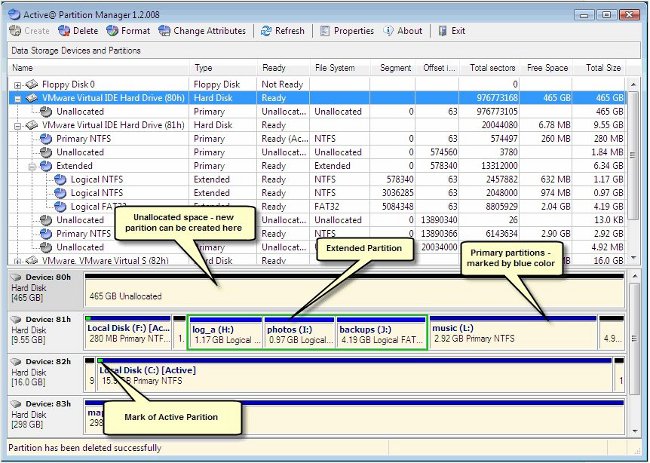 Active@ Partition Manager 1.2.008
Create Delete Format Change Attributes Refresh Properties About Exit
Data Storage Devices and Partitions
Name Type Ready File System Segment Offset i... Total sectors Free Space Total Size
Floppy Disk 0 Floppy Disk Not Ready 0
VMware Virtual IDE Hard Drive (80h) Hard Disk Ready 976773168 465 GB 465 GB
Unallocated Primary Unallocat... Unallocated 0 63 976773105 465 GB
VMware Virtual IDE Hard Drive (81h) Hard Disk Ready 20044080 6.78 MB 9.55 GB
Primary NTFS Primary Ready (Ac... NTFS 0 63 574497 260 MB 280 MB
Unallocated Primary Unallocat... Unallocated 0 574560 3780 1.84 MB
Extended Primary Ready Extended 0 578340 13312000 6.34 GB
Logical NTFS Extended Ready NTFS 578340 63 2457882 632 MB 1.17 GB
Logical NTFS Extended Ready NTFS 3036285 63 2048000 974 MB 0.97 GB
Logical FAT32 Extended Ready FAT32 5084348 63 8805929 2.04 GB 4.19 GB
Unallocated Unallocat... 0 13890340 26 13.0 KB
Primary NTFS 0 13890366 6143634 2.90 GB 2.92 GB
Unallocated 20034000 4.92 MB
VMware, VMware Virtual S (82h) 16.0 GB
Unallocated space - new
parition can be created here
Extended Partition
Primary partitions -
marked by blue color
Device: 80h
Hard Disk
[465 GB]
465 GB Unallocated
Device: 81h
Hard Disk
[9.55 GB]
Local Disk (F:) [Ac...
280 MB Primary NTF...
1.
log_a (H:)
1.17 GB Logical ...
photos (I:)
0.97 GB Logical...
backups (J:)
4.19 GB Logical FAT...
music (L:)
2.92 GB Primary NTFS
4.9...
Device: 82h
Hard Disk
[16.0 GB]
9
Local Disk (C:) [Active]
15.9 Primary NTFS
1
Mark of Active Parition
Device: 83h
Hard Disk
[298 GB]
Partition has been deleted successfully